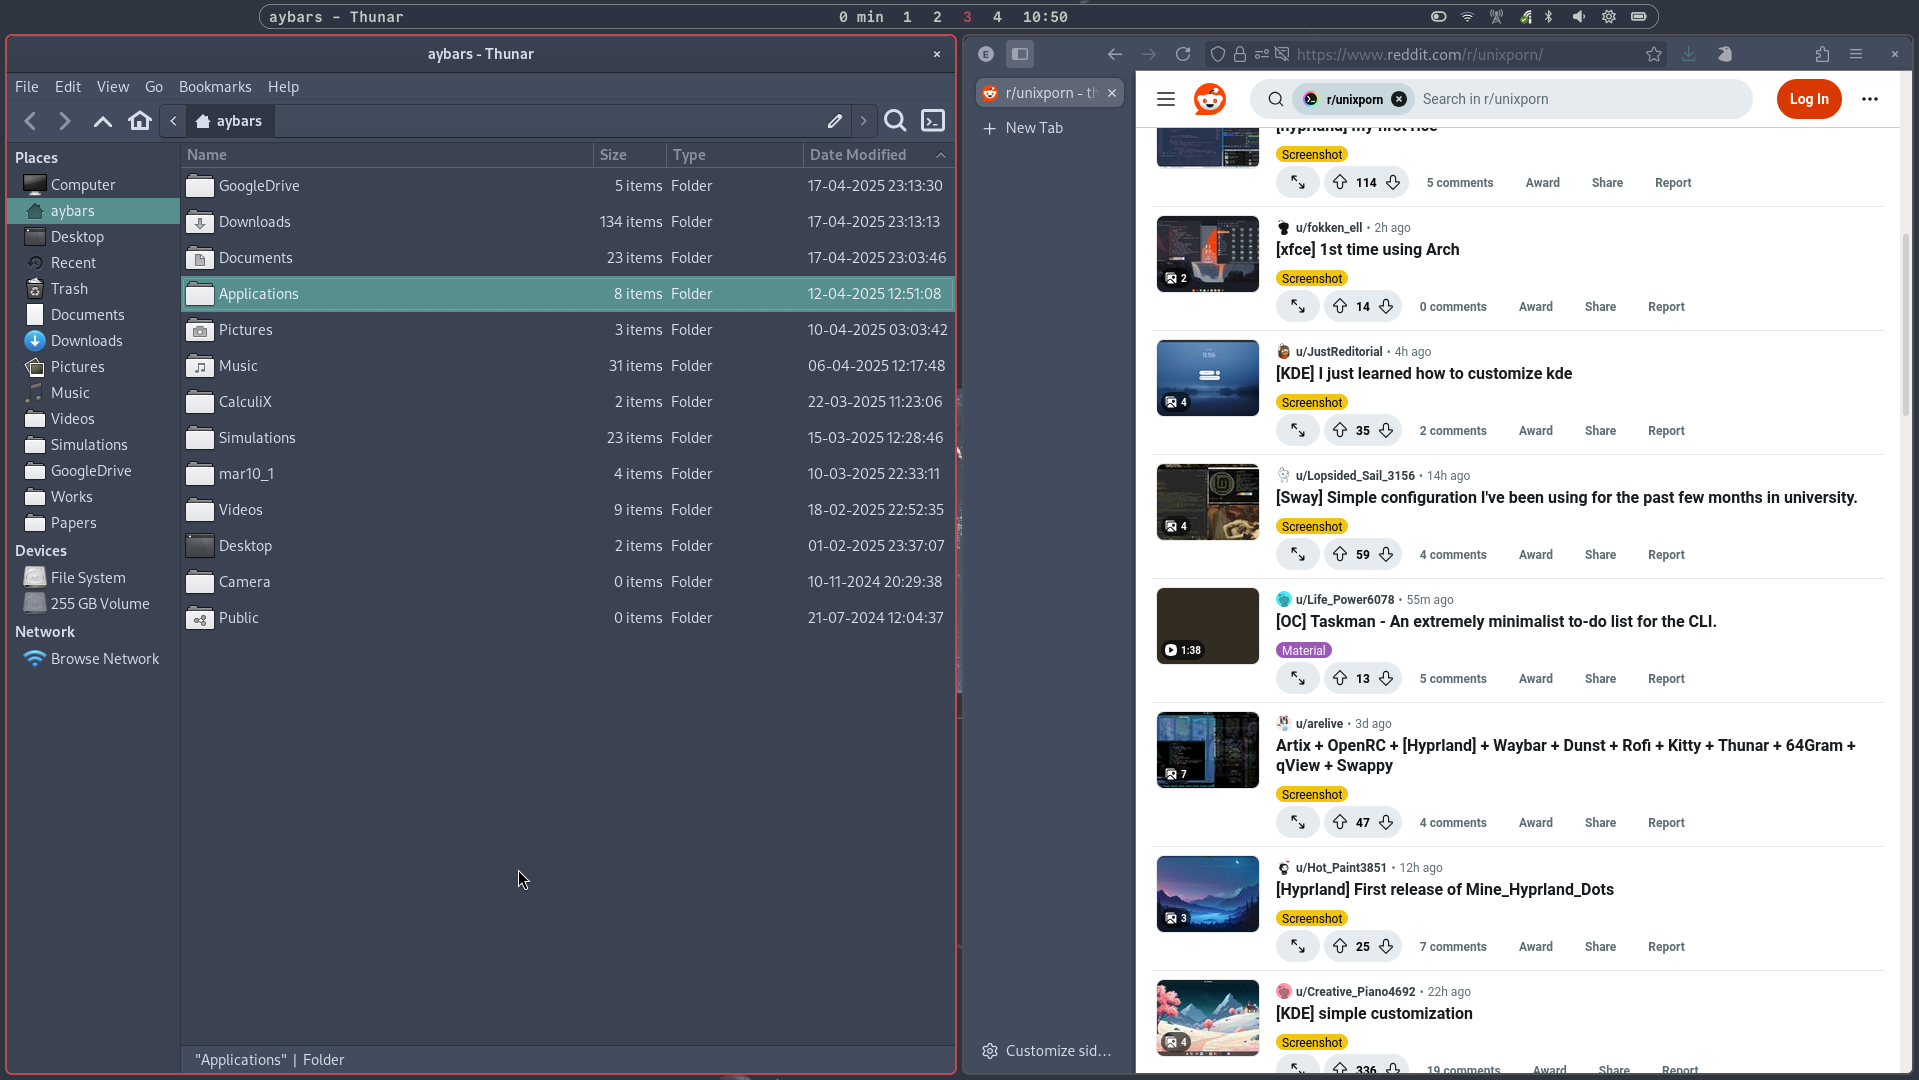 aybars - Thunar
0 min 1 2 3 4 10:50
aybars - Thunar
File Edit View Go Bookmarks Help
aybars
Places
Computer
aybars
Desktop
Recent
Trash
Documents
Downloads
Pictures
Music
Videos
Simulations
GoogleDrive
Works
Papers
Devices
File System
255 GB Volume
Network
Browse Network
Name Size Type Date Modified
GoogleDrive 5 items Folder 17-04-2025 23:13:30
Downloads 134 items Folder 17-04-2025 23:13:13
Documents 23 items Folder 17-04-2025 23:03:46
Applications 8 items Folder 12-04-2025 12:51:08
Pictures 3 items Folder 10-04-2025 03:03:42
Music 31 items Folder 06-04-2025 12:17:48
CalculiX 2 items Folder 22-03-2025 11:23:06
Simulations 23 items Folder 15-03-2025 12:28:46
mar10_1 4 items Folder 10-03-2025 22:33:11
Videos 9 items Folder 18-02-2025 22:52:35
Desktop 2 items Folder 01-02-2025 23:37:07
Camera 0 items Folder 10-11-2024 20:29:38
Public 0 items Folder 21-07-2024 12:04:37
"Applications" | Folder
E
https://www.reddit.com/r/unixporn/
r/unixporn - th
New Tab
Customize sid...
r/unixporn Search in r/unixporn Log In
[Hyprland] my first rice
Screenshot
114 5 comments Award Share Report
u/fokken_ell • 2h ago
[xfce] 1st time using Arch
2
Screenshot
14 0 comments Award Share Report
u/JustReditorial • 4h ago
[KDE] I just learned how to customize kde
4
Screenshot
35 2 comments Award Share Report
u/Lopsided_Sail_3156 • 14h ago
[Sway] Simple configuration I've been using for the past few months in university.
4
Screenshot
59 4 comments Award Share Report
u/Life_Power6078 • 55m ago
[OC] Taskman - An extremely minimalist to-do list for the CLI.
1:38
Material
13 5 comments Award Share Report
u/arelive • 3d ago
Artix + OpenRC + [Hyprland] + Waybar + Dunst + Rofi + Kitty + Thunar + 64Gram +
qView + Swappy
7
Screenshot
47 4 comments Award Share Report
u/Hot_Paint3851 • 12h ago
[Hyprland] First release of Mine_Hyprland_Dots
3
Screenshot
25 7 comments Award Share Report
u/Creative_Piano4692 • 22h ago
[KDE] simple customization
4
Screenshot
336 19 comments Award Share Report